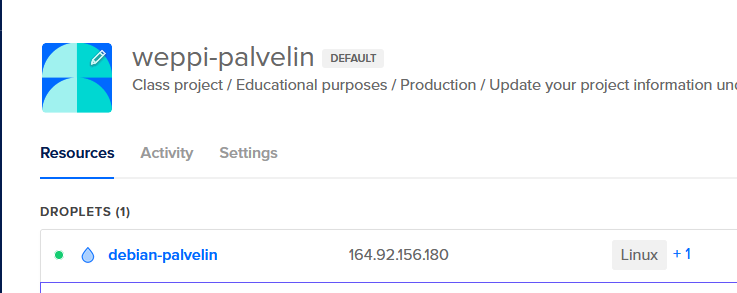 weppi-palvelin DEFAULT
Class project / Educational purposes / Production / Update your project information
Resources Activity Settings
DROPLETS (1)
debian-palvelin 164.92.156.180 Linux + 1